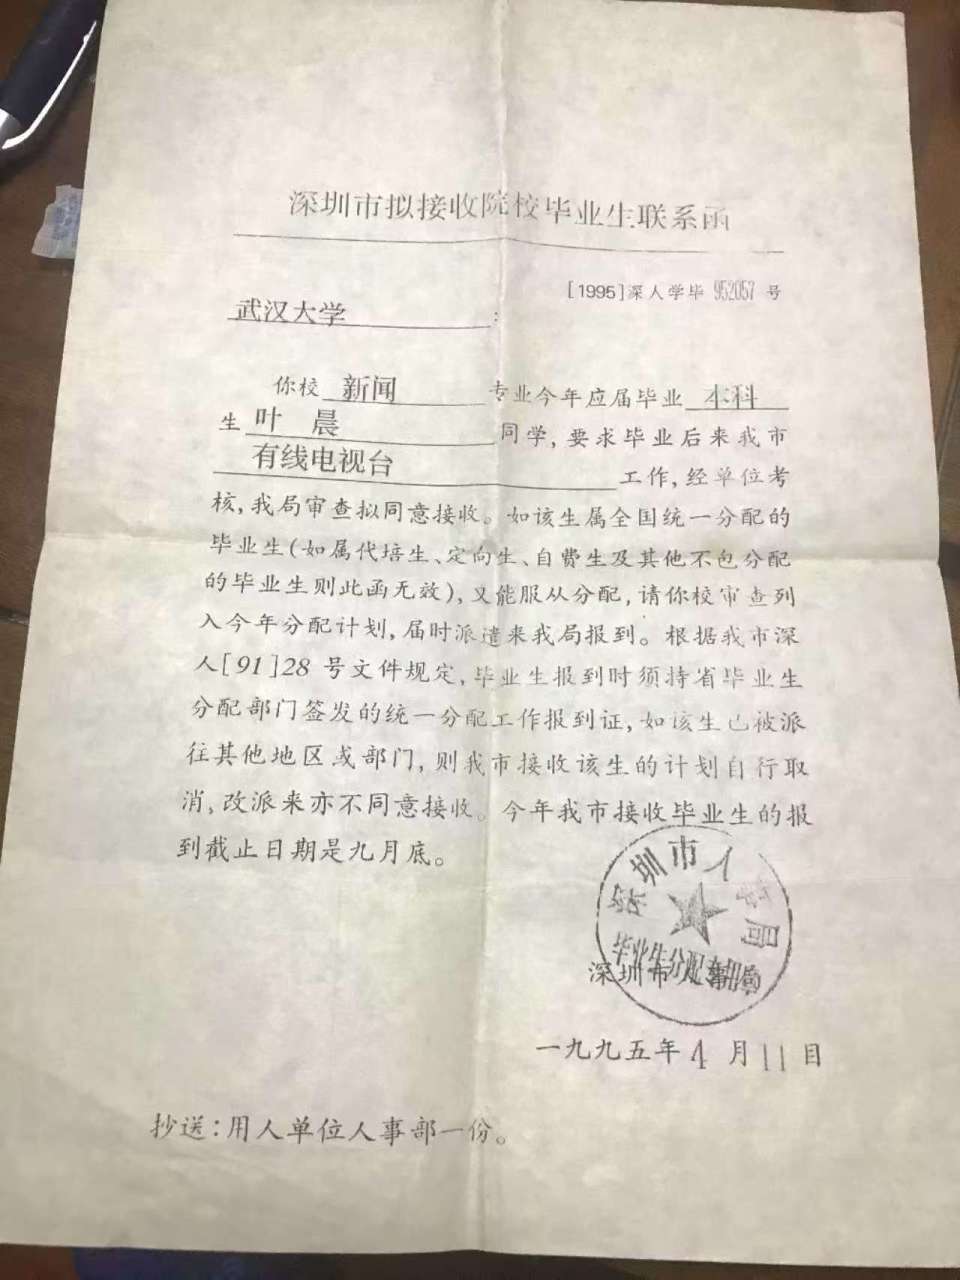 深圳市拟接收院校毕业生联系函
[1995]深人学毕 952057 号
武汉大学:
你校 新闻 专业今年应届毕业 本科
生 叶 晨 同学,要求毕业后来我市
有线电视台 工作,经单位考
核,我局审查拟同意接收。如该生属全国统一分配的
毕业生(如属代培生、定向生、自费生及其他不包分配
的毕业生则此函无效),又能服从分配,请你校审查列
入今年分配计划,届时派遣来我局报到。根据我市深
人[91]28 号文件规定,毕业生报到时须持省毕业生
分配部门签发的统一分配工作报到证,如该生已被派
往其他地区或部门,则我市接收该生的计划自行取
消,改派来亦不同意接收。今年我市接收毕业生的报
到截止日期是九月底。
深圳市人事局
毕业生分配专用章
深圳市人事局
一九九五年 4 月 11 日
抄送:用人单位人事部一份。